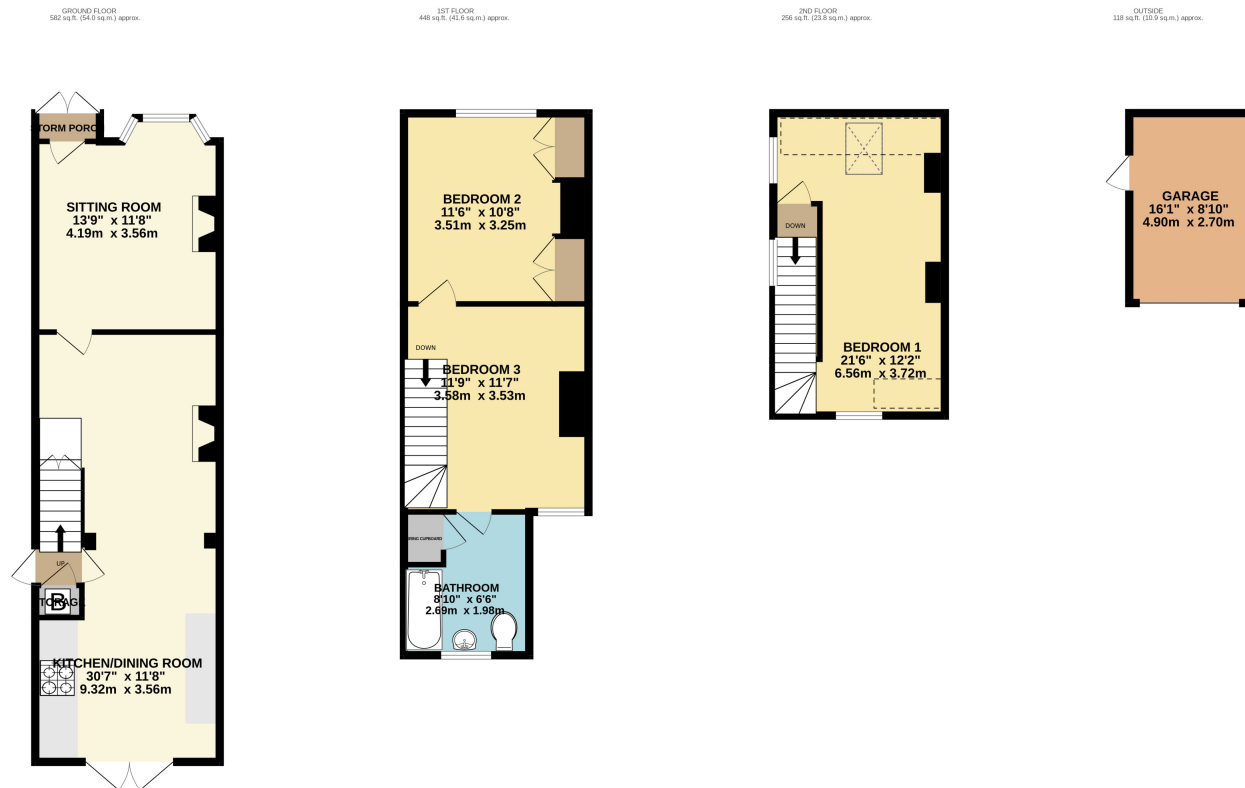 GROUND FLOOR
582 sq.ft. (54.0 sq.m.) approx.
1ST FLOOR
448 sq.ft. (41.6 sq.m.) approx.
2ND FLOOR
256 sq.ft. (23.8 sq.m.) approx.
OUTSIDE
118 sq.ft. (10.9 sq.m.) approx.
TORM PORC
SITTING ROOM
13'9" x 11'8"
4.19m x 3.56m
UP
TORAGE
B
KITCHEN/DINING ROOM
30'7" x 11'8"
9.32m x 3.56m
BEDROOM 2
11'6" x 10'8"
3.51m x 3.25m
DOWN
BEDROOM 3
11'9" x 11'7"
3.58m x 3.53m
CUPBOARD
BATHROOM
8'10" x 6'6"
2.69m x 1.98m
DOWN
BEDROOM 1
21'6" x 12'2"
6.56m x 3.72m
GARAGE
16'1" x 8'10"
4.90m x 2.70m